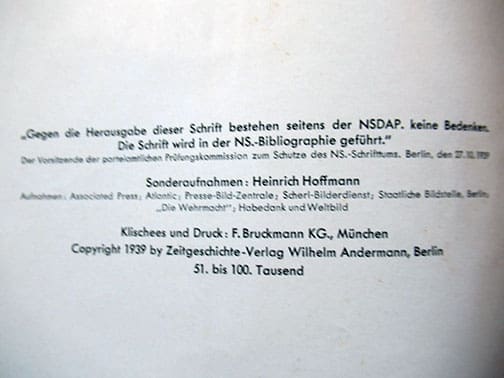 „Gegen die Herausgabe dieser Schrift bestehen seitens der NSDAP. keine Bedenken.
Die Schrift wird in der NS.-Bibliographie geführt.“
Der Vorsitzende der parteiamtlichen Prüfungskommission zum Schutze des NS.-Schrifttums. Berlin, den 27.10.1939
Sonderaufnahmen: Heinrich Hoffmann
Aufnahmen: Associated Press; Atlantic; Presse-Bild-Zentrale; Scherl-Bilderdienst; Staatliche Bildstelle, Berlin;
„Die Wehrmacht“; Habedank und Weltbild
Klischees und Druck: F. Bruckmann KG., München
Copyright 1939 by Zeitgeschichte-Verlag Wilhelm Andermann, Berlin
51. bis 100. Tausend